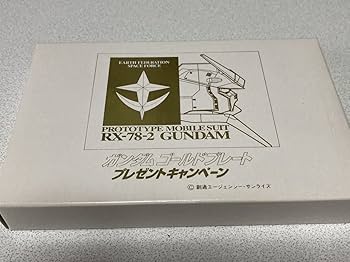 EARTH FEDERATION
SPACE FORCE
PROTOTYPE MOBILE SUIT
RX-78-2 GUNDAM
ガンダム ゴールドプレート
プレゼントキャンペーン
© 創通エージェンシー・サンライズ